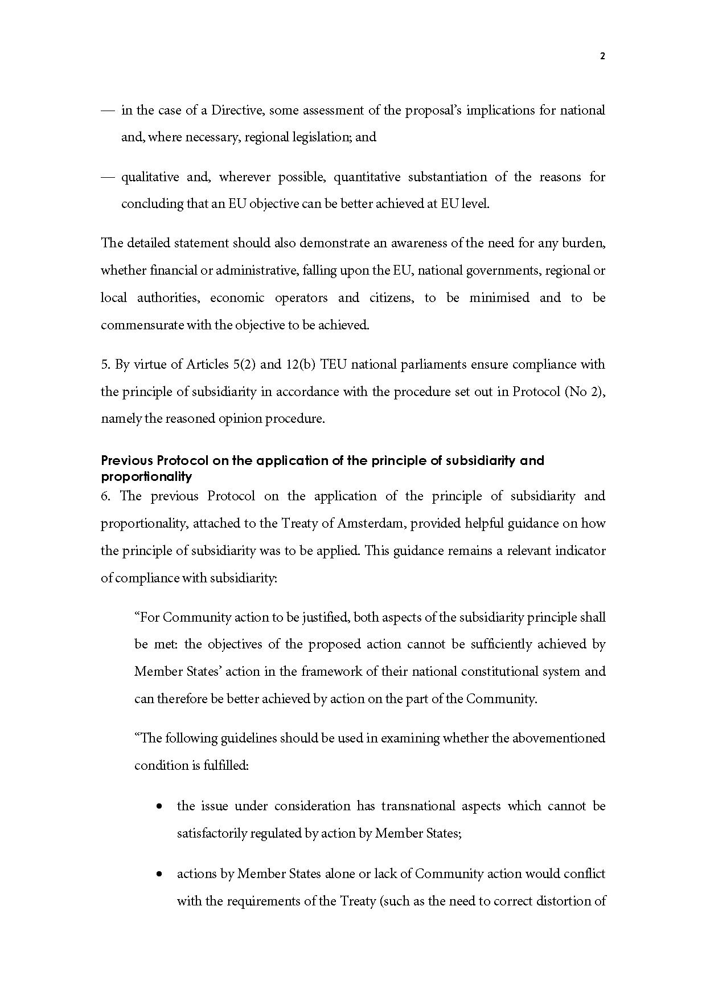 2
— in the case of a Directive, some assessment of the proposal’s implications for national
and, where necessary, regional legislation; and
— qualitative and, wherever possible, quantitative substantiation of the reasons for
concluding that an EU objective can be better achieved at EU level.
The detailed statement should also demonstrate an awareness of the need for any burden,
whether financial or administrative, falling upon the EU, national governments, regional or
local authorities, economic operators and citizens, to be minimised and to be
commensurate with the objective to be achieved.
5. By virtue of Articles 5(2) and 12(b) TEU national parliaments ensure compliance with
the principle of subsidiarity in accordance with the procedure set out in Protocol (No 2),
namely the reasoned opinion procedure.
Previous Protocol on the application of the principle of subsidiarity and
proportionality
6. The previous Protocol on the application of the principle of subsidiarity and
proportionality, attached to the Treaty of Amsterdam, provided helpful guidance on how
the principle of subsidiarity was to be applied. This guidance remains a relevant indicator
of compliance with subsidiarity:
“For Community action to be justified, both aspects of the subsidiarity principle shall
be met: the objectives of the proposed action cannot be sufficiently achieved by
Member States’ action in the framework of their national constitutional system and
can therefore be better achieved by action on the part of the Community.
“The following guidelines should be used in examining whether the abovementioned
condition is fulfilled:
• the issue under consideration has transnational aspects which cannot be
satisfactorily regulated by action by Member States;
• actions by Member States alone or lack of Community action would conflict
with the requirements of the Treaty (such as the need to correct distortion of